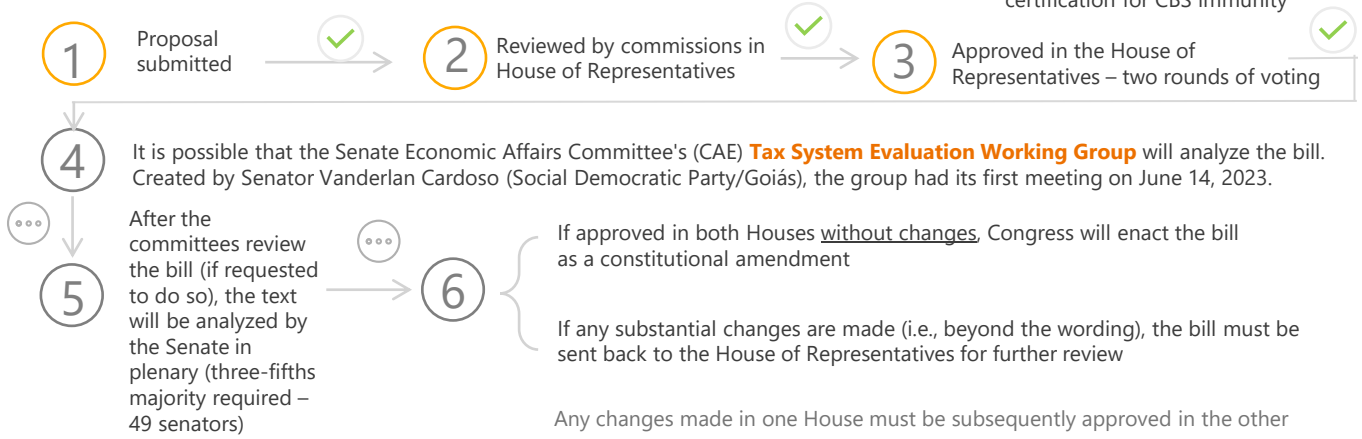 certification for CBS immunity
1
Proposal
submitted
2
Reviewed by commissions in
House of Representatives
3
Approved in the House of
Representatives – two rounds of voting
4
It is possible that the Senate Economic Affairs Committee's (CAE) Tax System Evaluation Working Group will analyze the bill.
Created by Senator Vanderlan Cardoso (Social Democratic Party/Goiás), the group had its first meeting on June 14, 2023.
5
After the
committees review
the bill (if requested
to do so), the text
will be analyzed by
the Senate in
plenary (three-fifths
majority required –
49 senators)
6
If approved in both Houses without changes, Congress will enact the bill
as a constitutional amendment
If any substantial changes are made (i.e., beyond the wording), the bill must be
sent back to the House of Representatives for further review
Any changes made in one House must be subsequently approved in the other